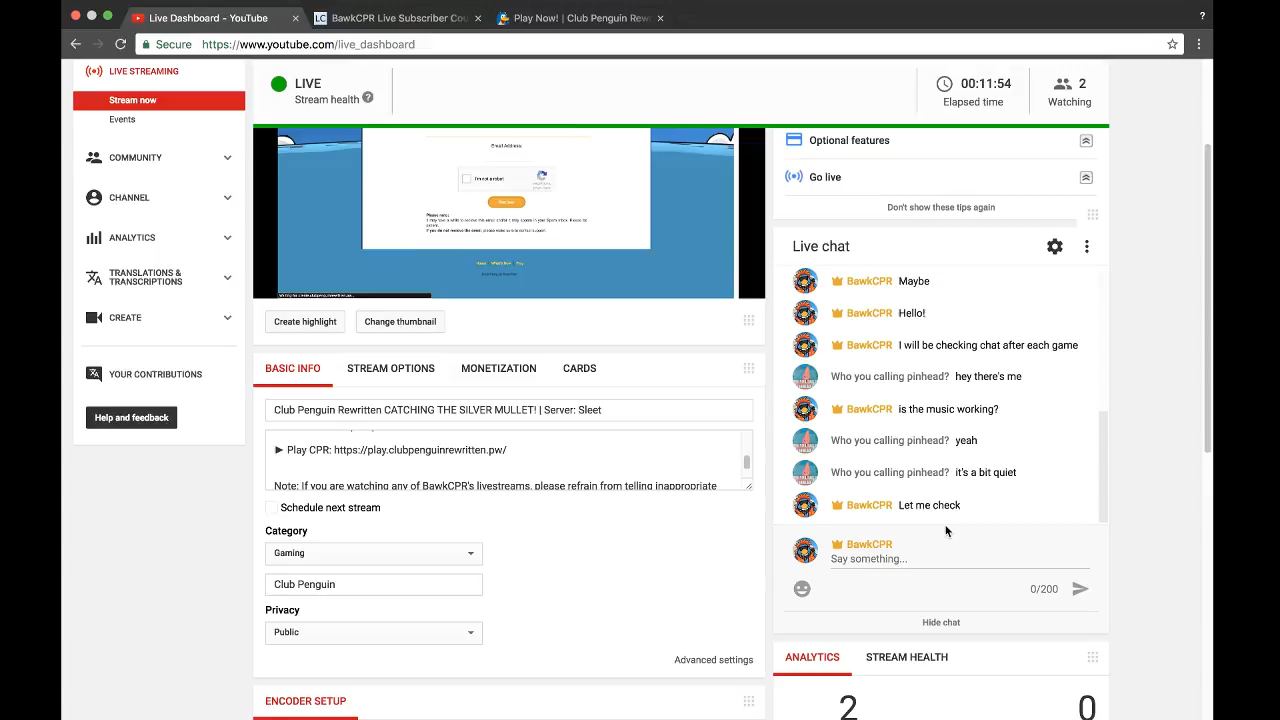 Live Dashboard - YouTube
BawkCPR Live Subscriber Cou
Play Now! | Club Penguin Rew
?
Secure https://www.youtube.com/live_dashboard
LIVE STREAMING
Stream now
Events
COMMUNITY
CHANNEL
ANALYTICS
TRANSLATIONS &
TRANSCRIPTIONS
CREATE
YOUR CONTRIBUTIONS
Help and feedback
LIVE
Stream health ?
00:11:54
Elapsed time
2
Watching
Email Address:
I'm not a robot
Please note:
Create highlight
Change thumbnail
BASIC INFO
STREAM OPTIONS
MONETIZATION
CARDS
Club Penguin Rewritten CATCHING THE SILVER MULLET! | Server: Sleet
► Play CPR: https://play.clubpenguinrewritten.pw/
Note: If you are watching any of BawkCPR's livestreams, please refrain from telling inappropriate
Schedule next stream
Category
Gaming
Club Penguin
Privacy
Public
Advanced settings
ENCODER SETUP
Optional features
Go live
Don't show these tips again
Live chat
BawkCPR Maybe
BawkCPR Hello!
BawkCPR I will be checking chat after each game
Who you calling pinhead? hey there's me
BawkCPR is the music working?
Who you calling pinhead? yeah
Who you calling pinhead? it's a bit quiet
BawkCPR Let me check
BawkCPR
Say something...
0/200
Hide chat
ANALYTICS
STREAM HEALTH
2
0